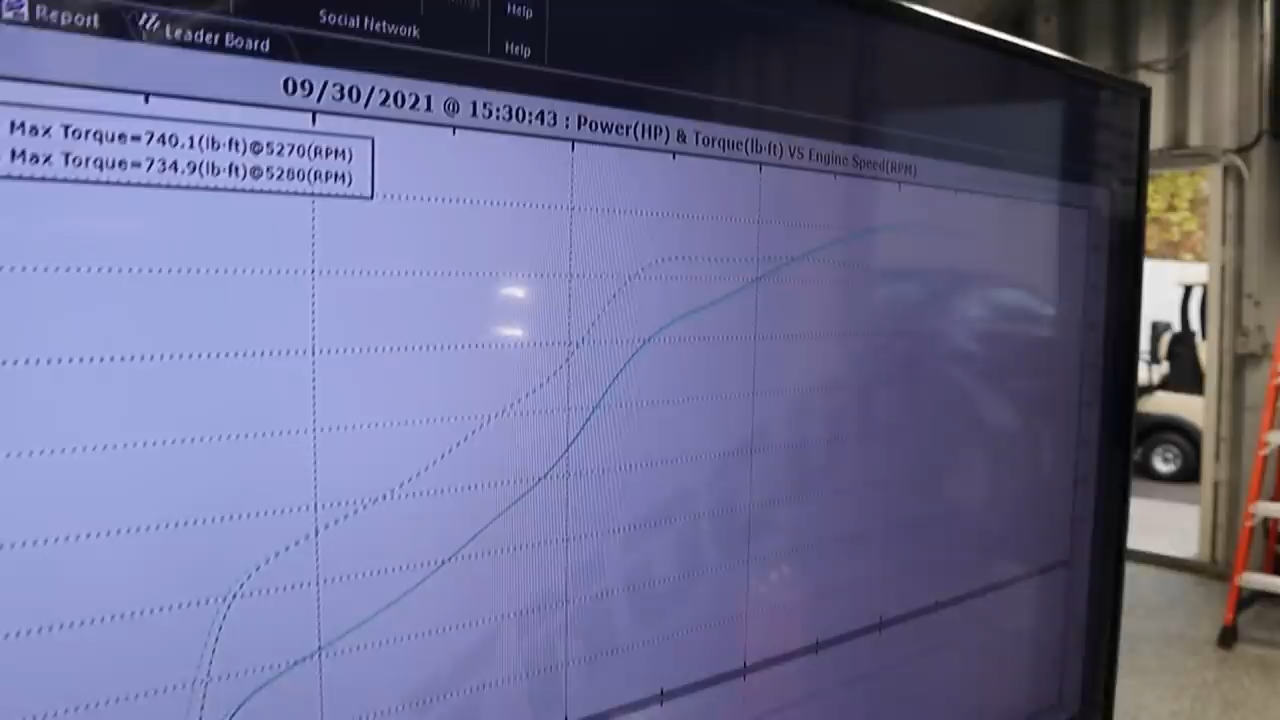 Report
Leader Board
Social Network
Help
Help
09/30/2021 @ 15:30:43 : Power(HP) & Torque(lb·ft) VS Engine Speed(RPM)
Max Torque=740.1(lb·ft)@5270(RPM)
Max Torque=734.9(lb·ft)@5280(RPM)